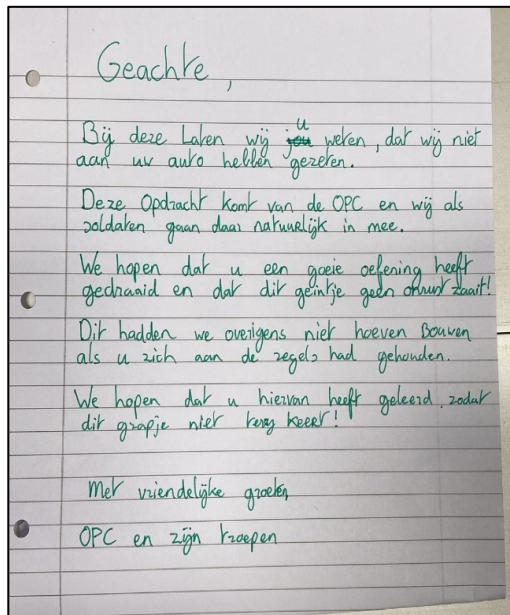 Geachte,
u
Bij deze Laten wij jou weten, dat wij niet
aan uw auto hebben gezeten.
Deze Opdracht komt van de OPC en wij als
soldaten gaan daar natuurlijk in mee.
We hopen dat u een goeie oefening heeft
gedraaid en dat dit geintje geen onrust zaait!
Dit hadden we overigens niet hoeven Bouwen
als u zich aan de regels had gehouden.
We hopen dat u hiervan heeft geleerd, zodat
dit grapje niet terug keert!
Met vriendelijke groeten,
OPC en zijn troepen